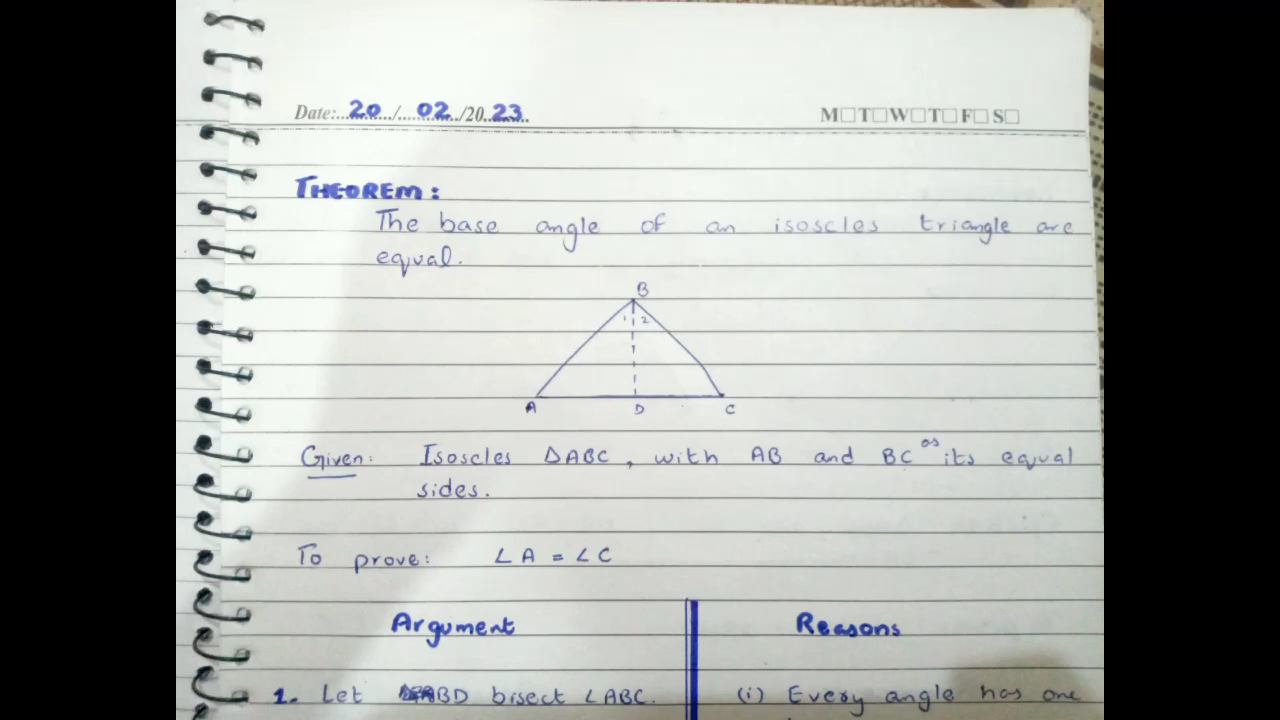 Date: 20 / 02 /20 23
M□T□W□T□F□S□
THEOREM:
The base angle of an isoscles triangle are
equal.
B
1 2
A D C
Given: Isoscles ΔABC, with AB and BC as its equal
sides.
To prove: ∠A = ∠C
Argument Reasons
1. Let BD bisect ∠ABC. (i) Every angle has one